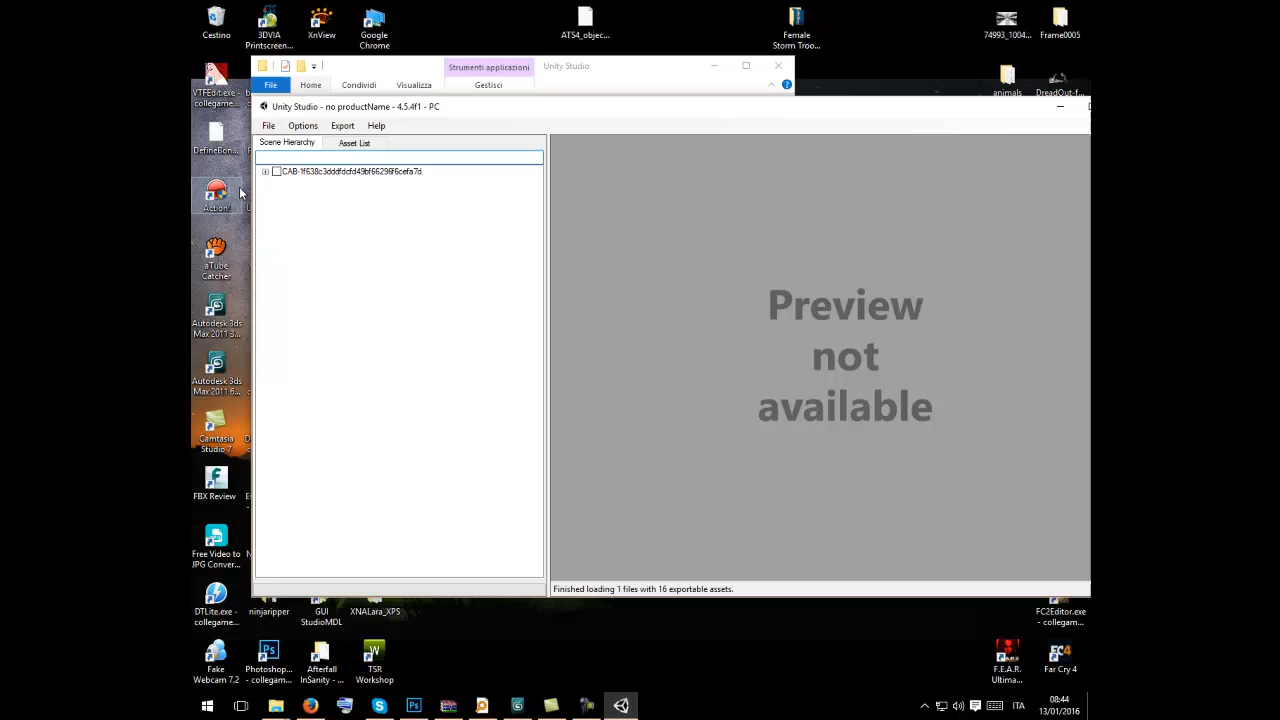 Cestino
3DVIA
Printscreen...
XnView
Google
Chrome
ATS4_objec...
Female
Storm Troo...
74993_1004...
Frame0005
Strumenti applicazioni
Unity Studio
File
Home
Condividi
Visualizza
Gestisci
VTFEdit.exe -
collegame...
animals
DreadOut-f...
Unity Studio - no productName - 4.5.4f1 - PC
File
Options
Export
Help
Scene Hierarchy
Asset List
DefineBon...
Preview
not
available
Action!
aTube
Catcher
Autodesk 3ds
Max 2011 3...
Autodesk 3ds
Max 2011 6...
Camtasia
Studio 7
FBX Review
Free Video to
JPG Conver...
Finished loading 1 files with 16 exportable assets.
DTLite.exe -
collegame...
ninjaripper
GUI
StudioMDL
XNALara_XPS
FC2Editor.exe
- collegam...
Fake
Webcam 7.2
Photoshop...
- collegam...
Afterfall
InSanity - ...
TSR
Workshop
F.E.A.R.
Ultima...
Far Cry 4
ITA
08:44
13/01/2016